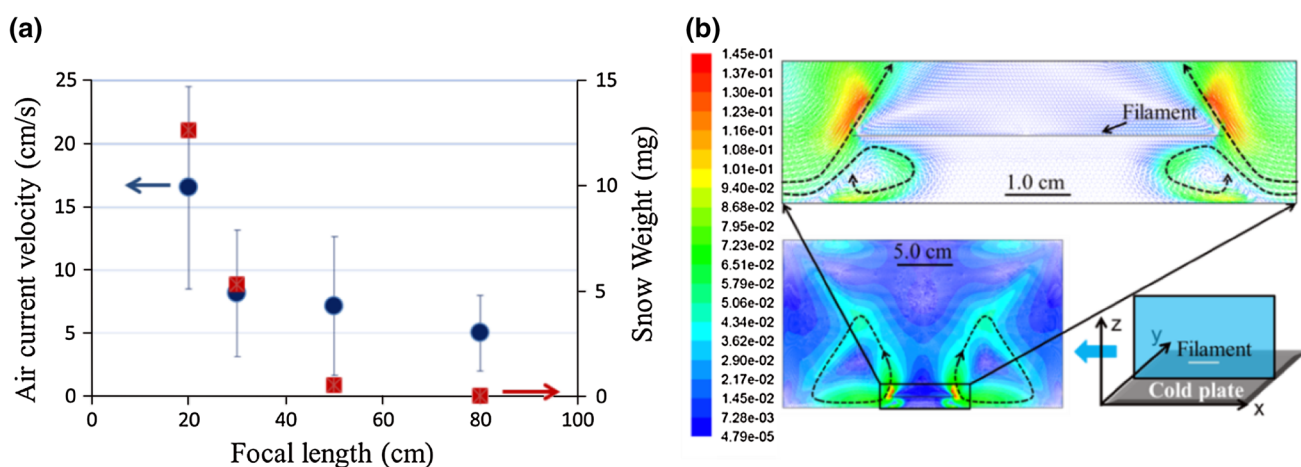 (a)
25
20
15
10
5
0
Air current velocity (cm/s)
0
20
40
60
80
100
Focal length (cm)
15
10
5
0
Snow Weight (mg)
(b)
1.45e-01
1.37e-01
1.30e-01
1.23e-01
1.16e-01
1.08e-01
1.01e-01
9.40e-02
8.68e-02
7.95e-02
7.23e-02
6.51e-02
5.79e-02
5.06e-02
4.34e-02
3.62e-02
2.90e-02
2.17e-02
1.45e-02
7.28e-03
4.79e-05
Filament
1.0 cm
5.0 cm
z
y
Filament
Cold plate
x